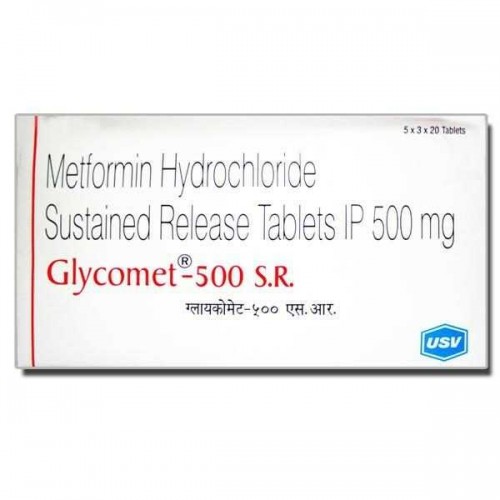 5 x 3 x 20 Tablets
Metformin Hydrochloride
Sustained Release Tablets IP 500 mg
Glycomet®-500 S.R.
ग्लायकोमेट-५०० एस.आर.
USV